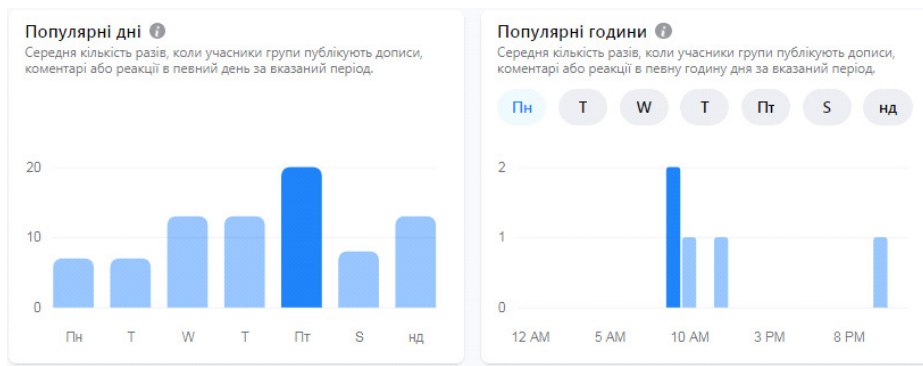 Популярні дні
Середня кількість разів, коли учасники групи публікують дописи,
коментарі або реакції в певний день за вказаний період.
20
10
0
Пн T W T Пт S нд
Популярні години
Середня кількість разів, коли учасники групи публікують дописи,
коментарі або реакції в певну годину дня за вказаний період.
Пн T W T Пт S нд
2
1
0
12 AM 5 AM 10 AM 3 PM 8 PM